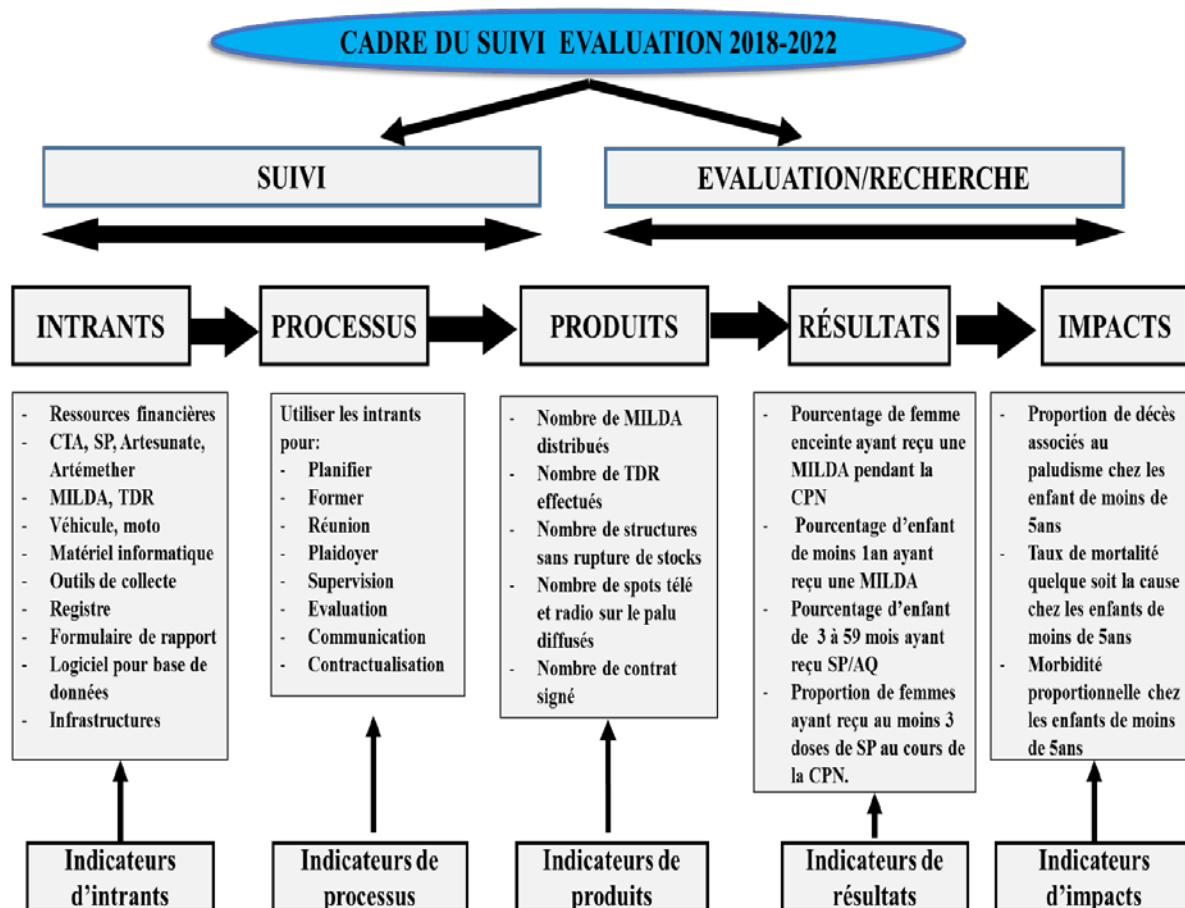 CADRE DU SUIVI EVALUATION 2018-2022
SUIVI
EVALUATION/RECHERCHE
INTRANTS
PROCESSUS
PRODUITS
RÉSULTATS
IMPACTS
- Ressources financières
- CTA, SP, Artesunate,
Artémether
- MILDA, TDR
- Véhicule, moto
- Matériel informatique
- Outils de collecte
- Registre
- Formulaire de rapport
- Logiciel pour base de
données
- Infrastructures
Utiliser les intrants
pour:
- Planifier
- Former
- Réunion
- Plaidoyer
- Supervision
- Evaluation
- Communication
- Contractualisation
- Nombre de MILDA
distribués
- Nombre de TDR
effectués
- Nombre de structures
sans rupture de stocks
- Nombre de spots télé
et radio sur le palu
diffusés
- Nombre de contrat
signé
- Pourcentage de femme
enceinte ayant reçu une
MILDA pendant la
CPN
- Pourcentage d'enfant
de moins 1an ayant
reçu une MILDA
- Pourcentage d'enfant
de 3 à 59 mois ayant
reçu SP/AQ
- Proportion de femmes
ayant reçu au moins 3
doses de SP au cours de
la CPN.
- Proportion de décès
associés au
paludisme chez les
enfant de moins de
5ans
- Taux de mortalité
quelque soit la cause
chez les enfants de
moins de 5ans
- Morbidité
proportionnelle chez
les enfants de moins
de 5ans
Indicateurs
d'intrants
Indicateurs de
processus
Indicateurs de
produits
Indicateurs de
résultats
Indicateurs
d'impacts